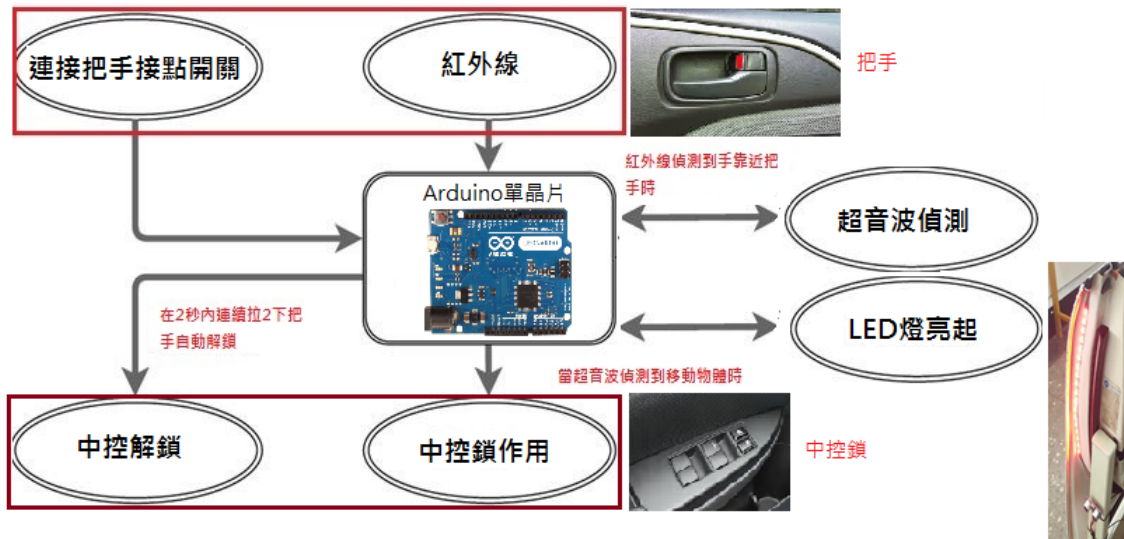 連接把手接點開關
紅外線
把手
紅外線偵測到手靠近把
手時
Arduino單晶片
超音波偵測
在2秒內連續拉2下把
手自動解鎖
LED燈亮起
當超音波偵測到移動物體時
中控解鎖
中控鎖作用
中控鎖